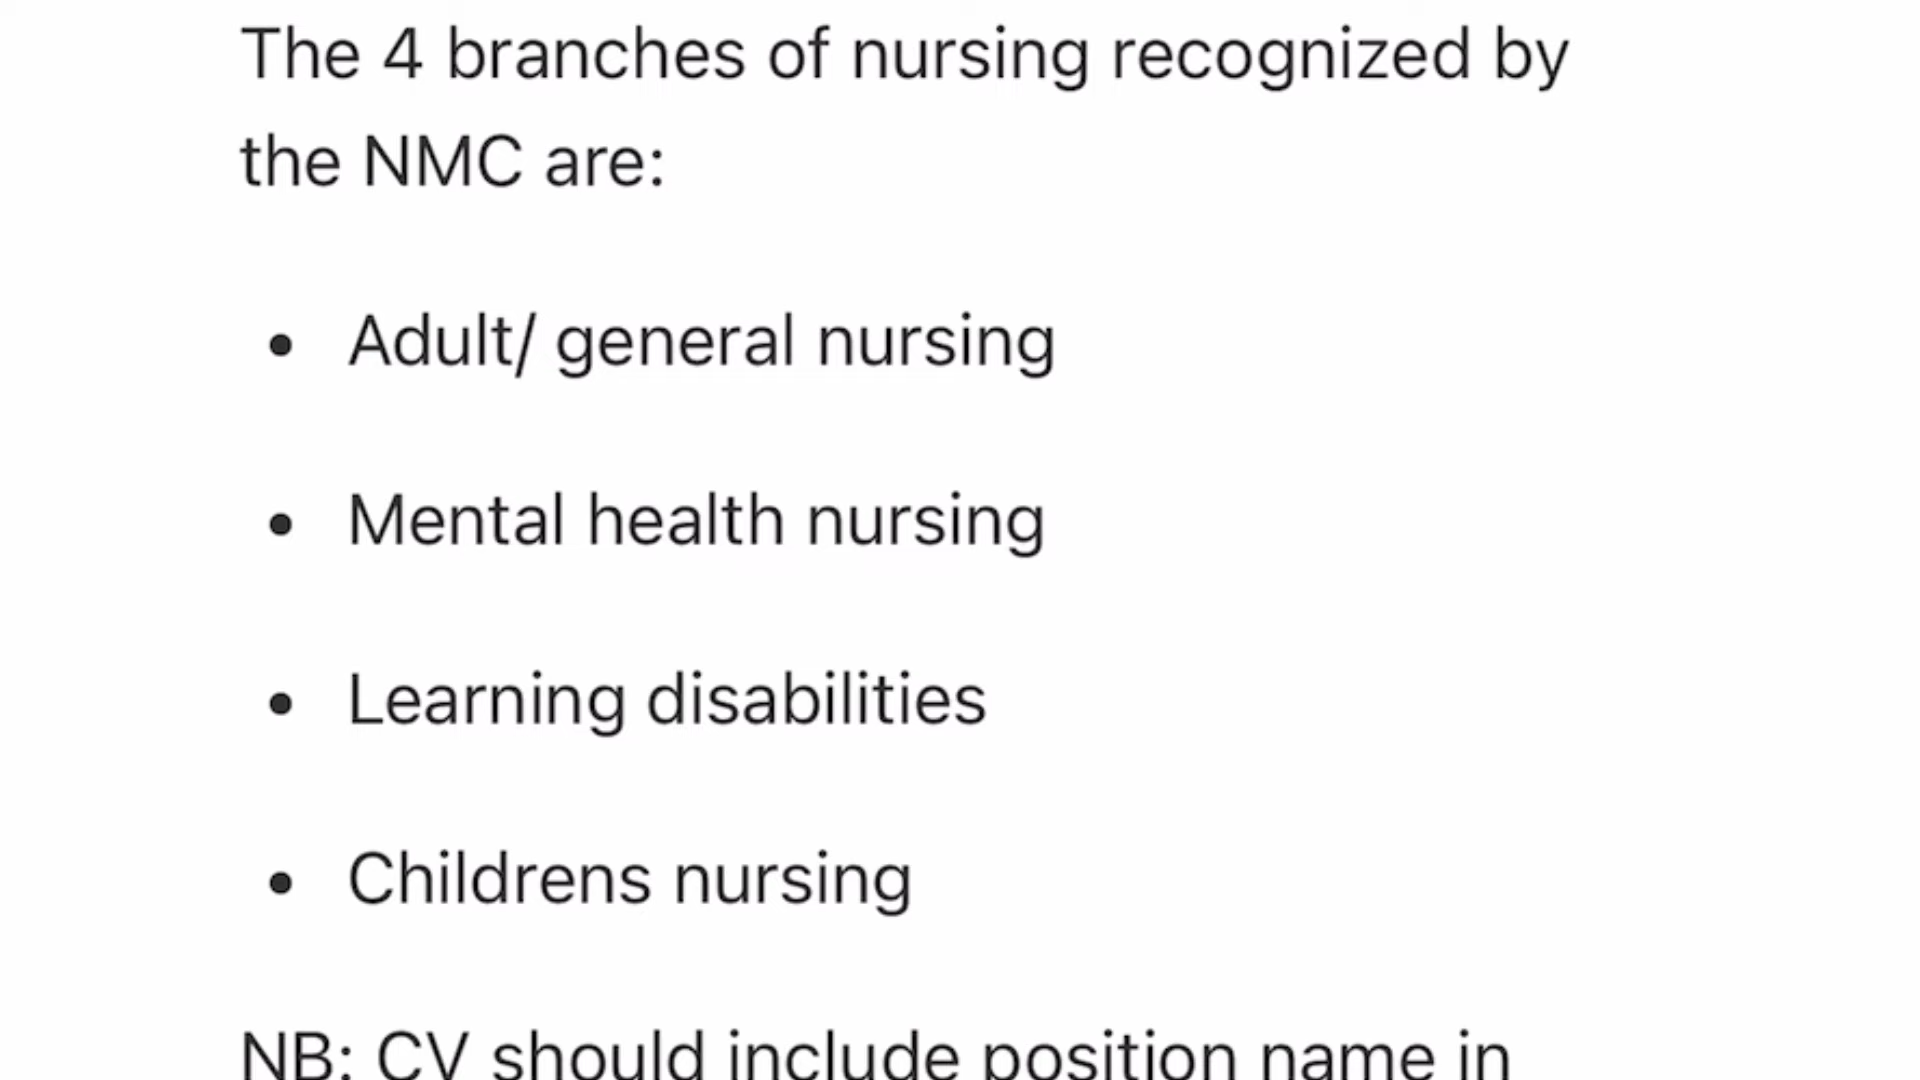 The 4 branches of nursing recognized by
the NMC are:
• Adult/ general nursing
• Mental health nursing
• Learning disabilities
• Childrens nursing
NB: CV should include position name in